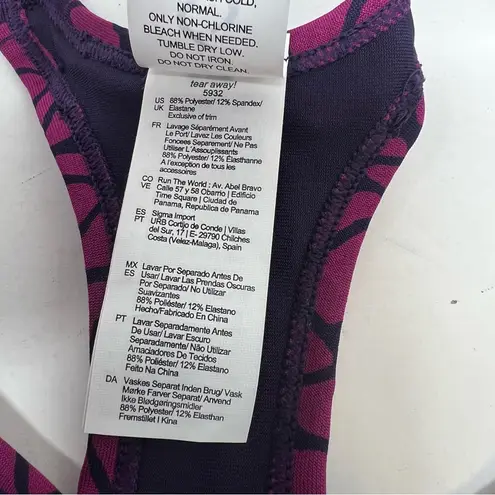 COLD,
NORMAL.
ONLY NON-CHLORINE
BLEACH WHEN NEEDED.
TUMBLE DRY LOW.
DO NOT IRON.
DO NOT DRY CLEAN.
tear away!
5932
US 88% Polyester/ 12% Spandex/
UK Elastane
Exclusive of trim
FR Lavage Séparément Avant
Le Port/ Lavez Les Couleurs
Foncees Separement/ Ne Pas
Utiliser L'Assouplissants
88% Polyester/ 12% Élasthanne
A l'exception de tous les
accessoires
CO Run The World : Av. Abel Bravo
VE Calle 57 y 58 Obarrio | Edificio
Time Square | Ciudad de
Panama, Republica de Panama
ES Sigma Import
PT URB Cortijo de Conde | Villas
del Sur, 17 | E- 29790 Chilches
Costa (Velez-Malaga), Spain
MX Lavar Por Separado Antes De
ES Usar/ Lavar Las Prendas Oscuras
Por Separado/ No Utilizar
Suavizantes
88% Poliéster/ 12% Elastano
Hecho/Fabricado En China
PT Lavar Separadamente Antes
De Usar/ Lavar Escuro
Separadamente/ Não Utilizar
Amaciadores De Tecidos
88% Poliéster/ 12% Elastano
Feito Na China
DA Vaskes Separat Inden Brug/ Vask
Mørke Farver Separat/ Anvend
Ikke Blødgøringsmidler
88% Polyester/ 12% Elasthan
Fremstillet I Kina